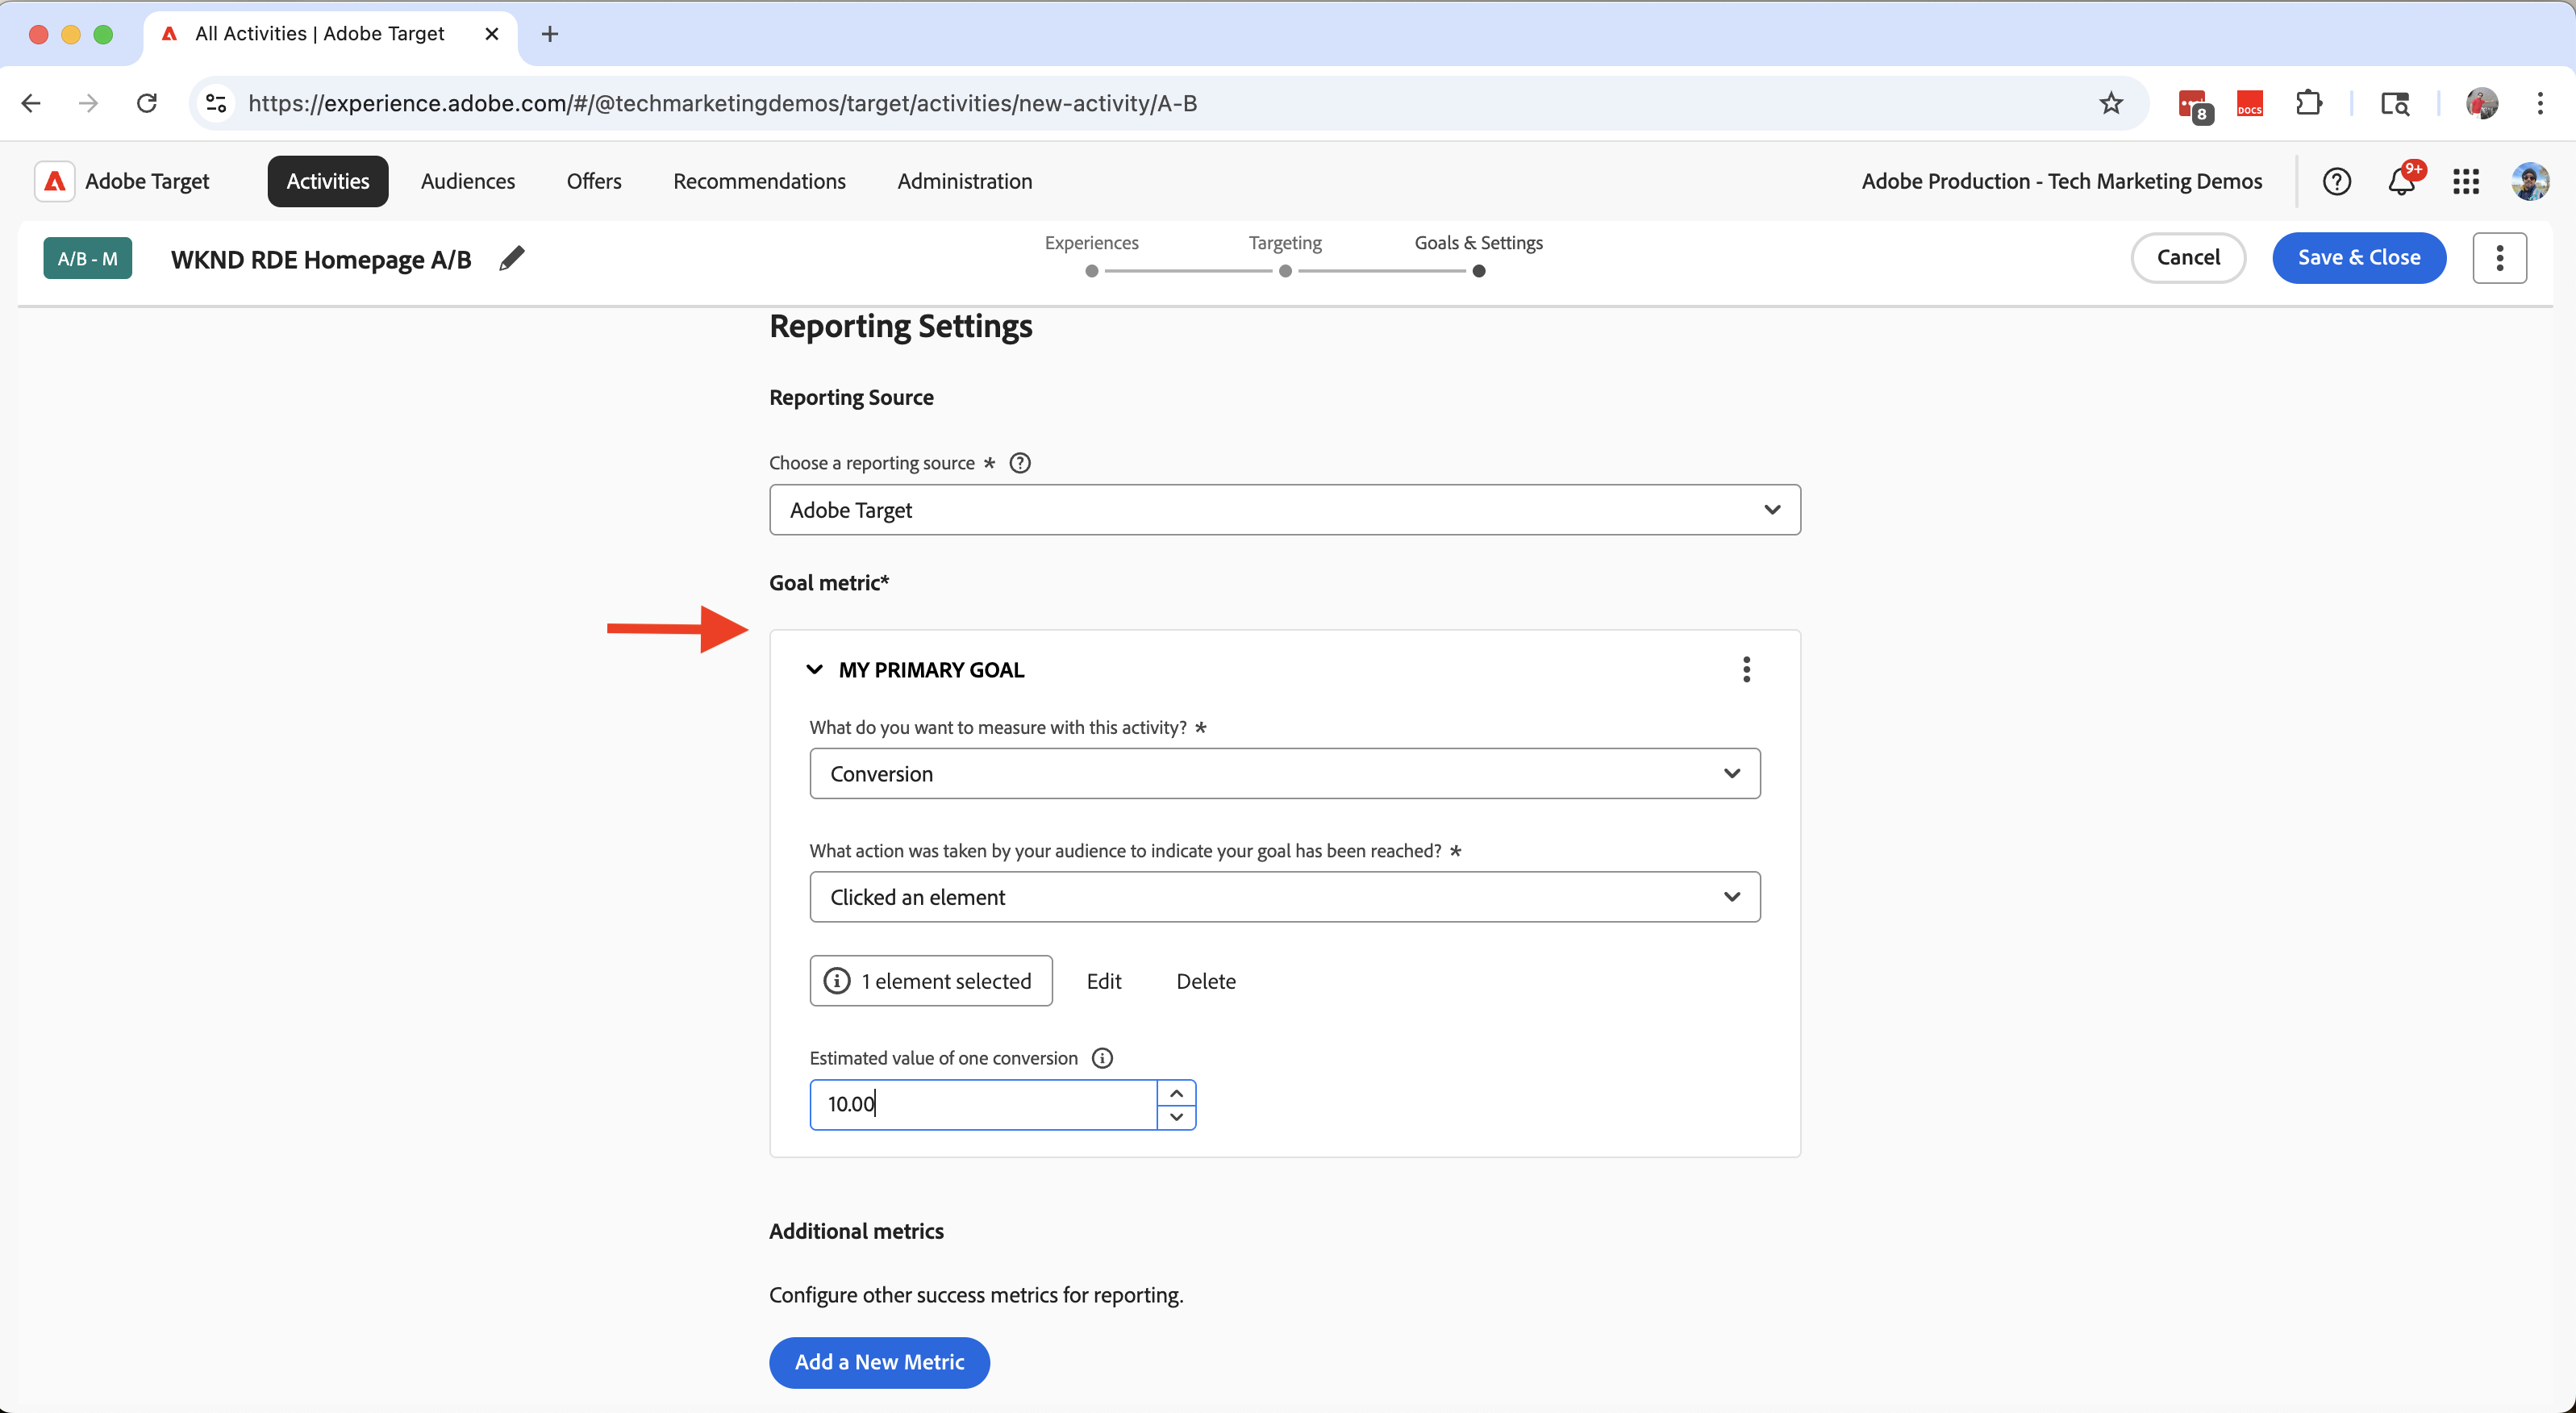 All Activities | Adobe Target
https://experience.adobe.com/#/@techmarketingdemos/target/activities/new-activity/A-B
8
DOCS
Adobe Target
Activities
Audiences
Offers
Recommendations
Administration
Adobe Production - Tech Marketing Demos
9+
A/B - M
WKND RDE Homepage A/B
Experiences
Targeting
Goals & Settings
Cancel
Save & Close
Reporting Settings
Reporting Source
Choose a reporting source *
Adobe Target
Goal metric*
MY PRIMARY GOAL
What do you want to measure with this activity? *
Conversion
What action was taken by your audience to indicate your goal has been reached? *
Clicked an element
1 element selected
Edit
Delete
Estimated value of one conversion
10.00
Additional metrics
Configure other success metrics for reporting.
Add a New Metric